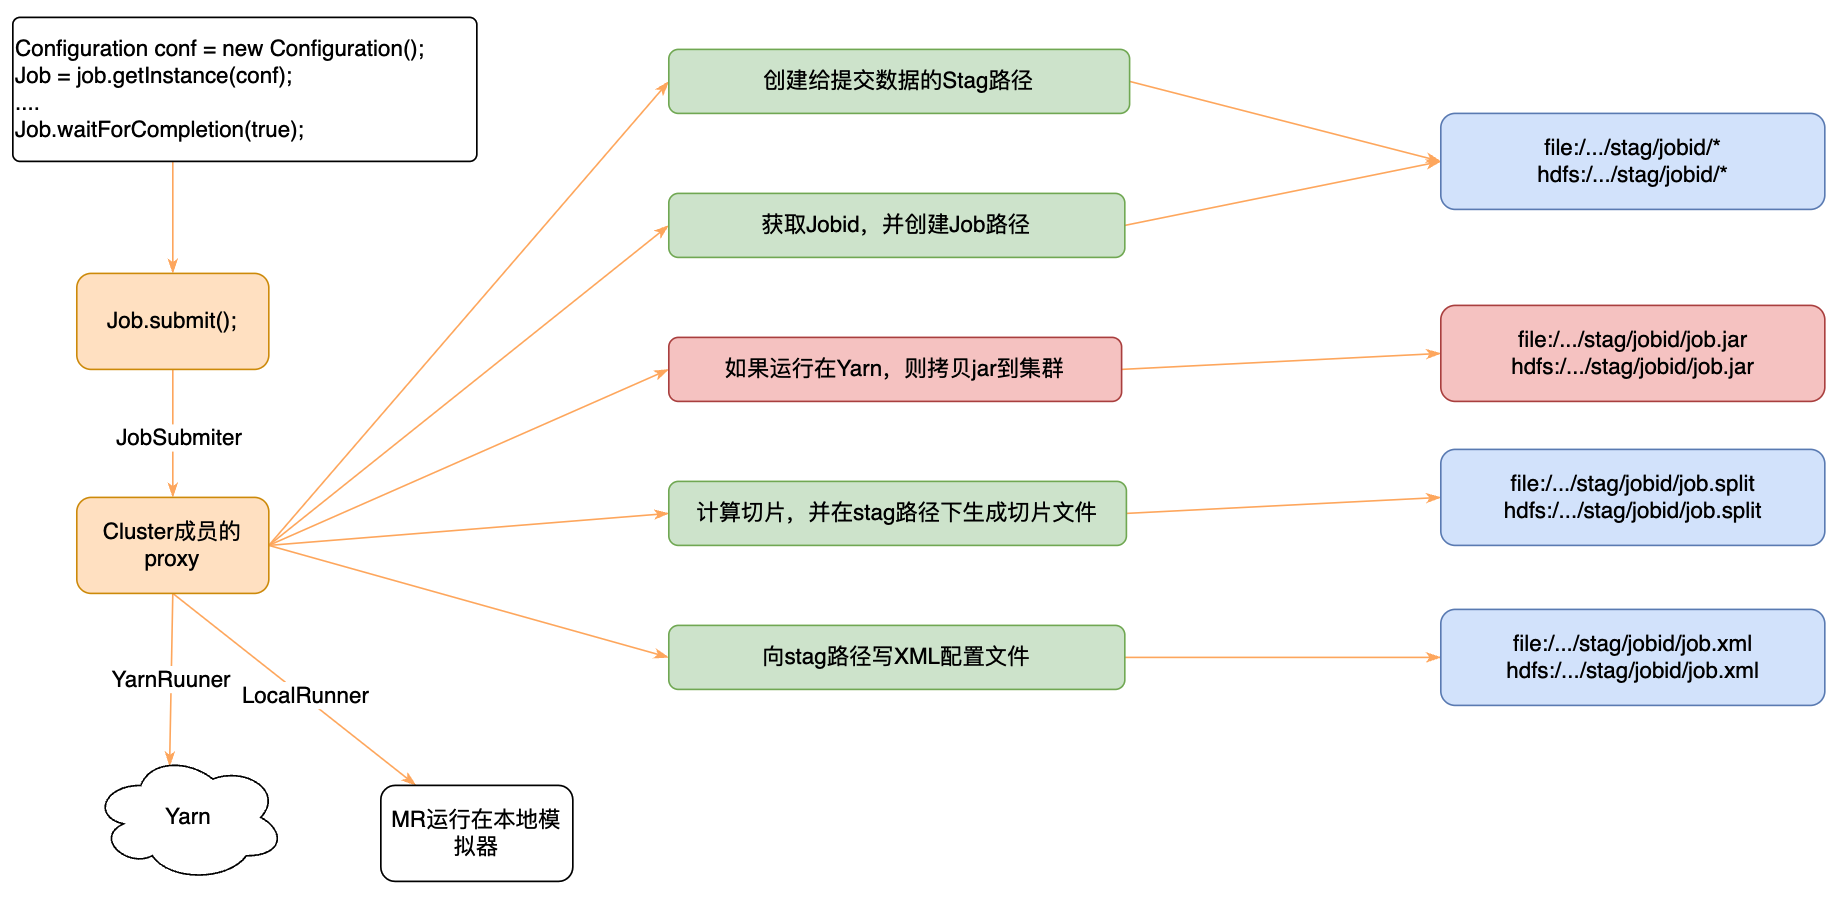 Configuration conf = new Configuration();
Job = job.getInstance(conf);
....
Job.waitForCompletion(true);
Job.submit();
JobSubmiter
Cluster成员的
proxy
YarnRuuner
LocalRunner
Yarn
MR运行在本地模
拟器
创建给提交数据的Stag路径
获取Jobid，并创建Job路径
如果运行在Yarn，则拷贝jar到集群
计算切片，并在stag路径下生成切片文件
向stag路径写XML配置文件
file:/.../stag/jobid/*
hdfs:/.../stag/jobid/*
file:/.../stag/jobid/job.jar
hdfs:/.../stag/jobid/job.jar
file:/.../stag/jobid/job.split
hdfs:/.../stag/jobid/job.split
file:/.../stag/jobid/job.xml
hdfs:/.../stag/jobid/job.xml